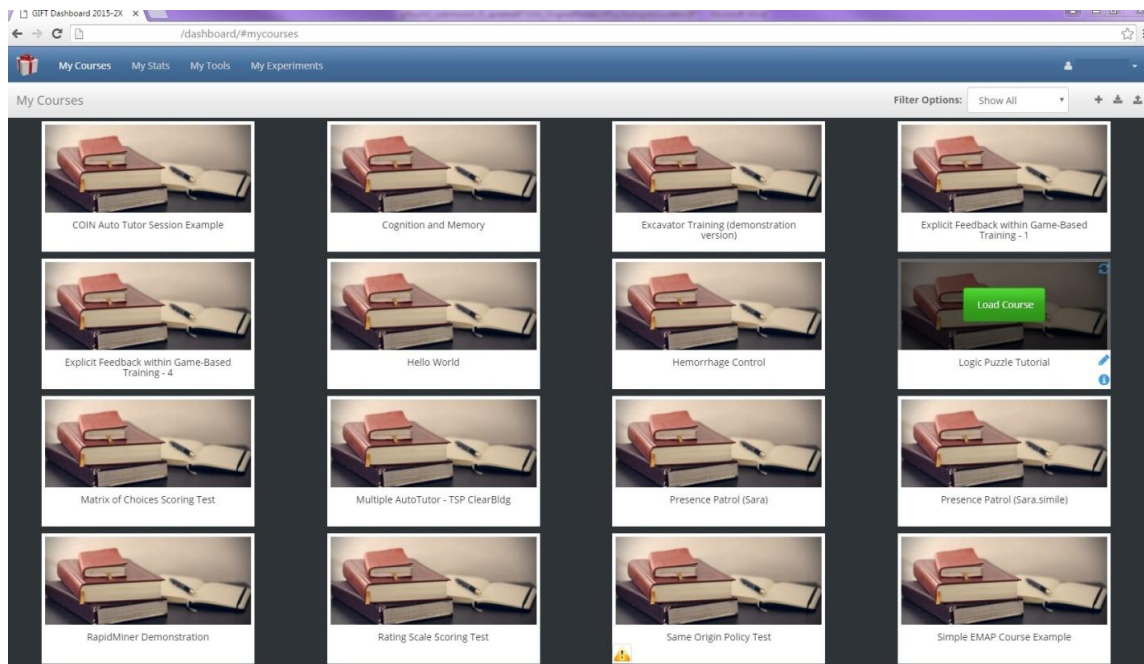 GIFT Dashboard 2015-2X
/dashboard/#mycourses
My Courses My Stats My Tools My Experiments
My Courses
Filter Options: Show All
COIN Auto Tutor Session Example
Cognition and Memory
Excavator Training (demonstration
version)
Explicit Feedback within Game-Based
Training - 1
Explicit Feedback within Game-Based
Training - 4
Hello World
Hemorrhage Control
Load Course
Logic Puzzle Tutorial
Matrix of Choices Scoring Test
Multiple AutoTutor - TSP ClearBldg
Presence Patrol (Sara)
Presence Patrol (Sara.simile)
RapidMiner Demonstration
Rating Scale Scoring Test
Same Origin Policy Test
Simple EMAP Course Example